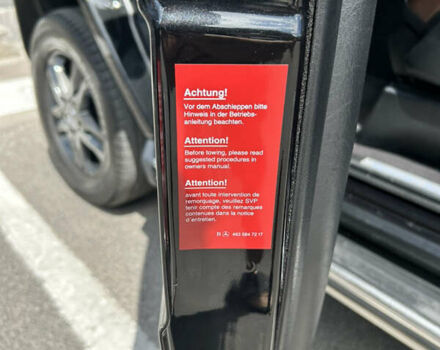 Achtung!
Vor dem Abschleppen bitte
Hinweis in der Betriebs-
anleitung beachten.
Attention!
Before towing, please read
suggested procedures in
owners manual.
Attention!
avant toute intervention de
remorquage, veuillez SVP
tenir compte des remarques
contenues dans la notice
d'entretien.
463 584 72 17